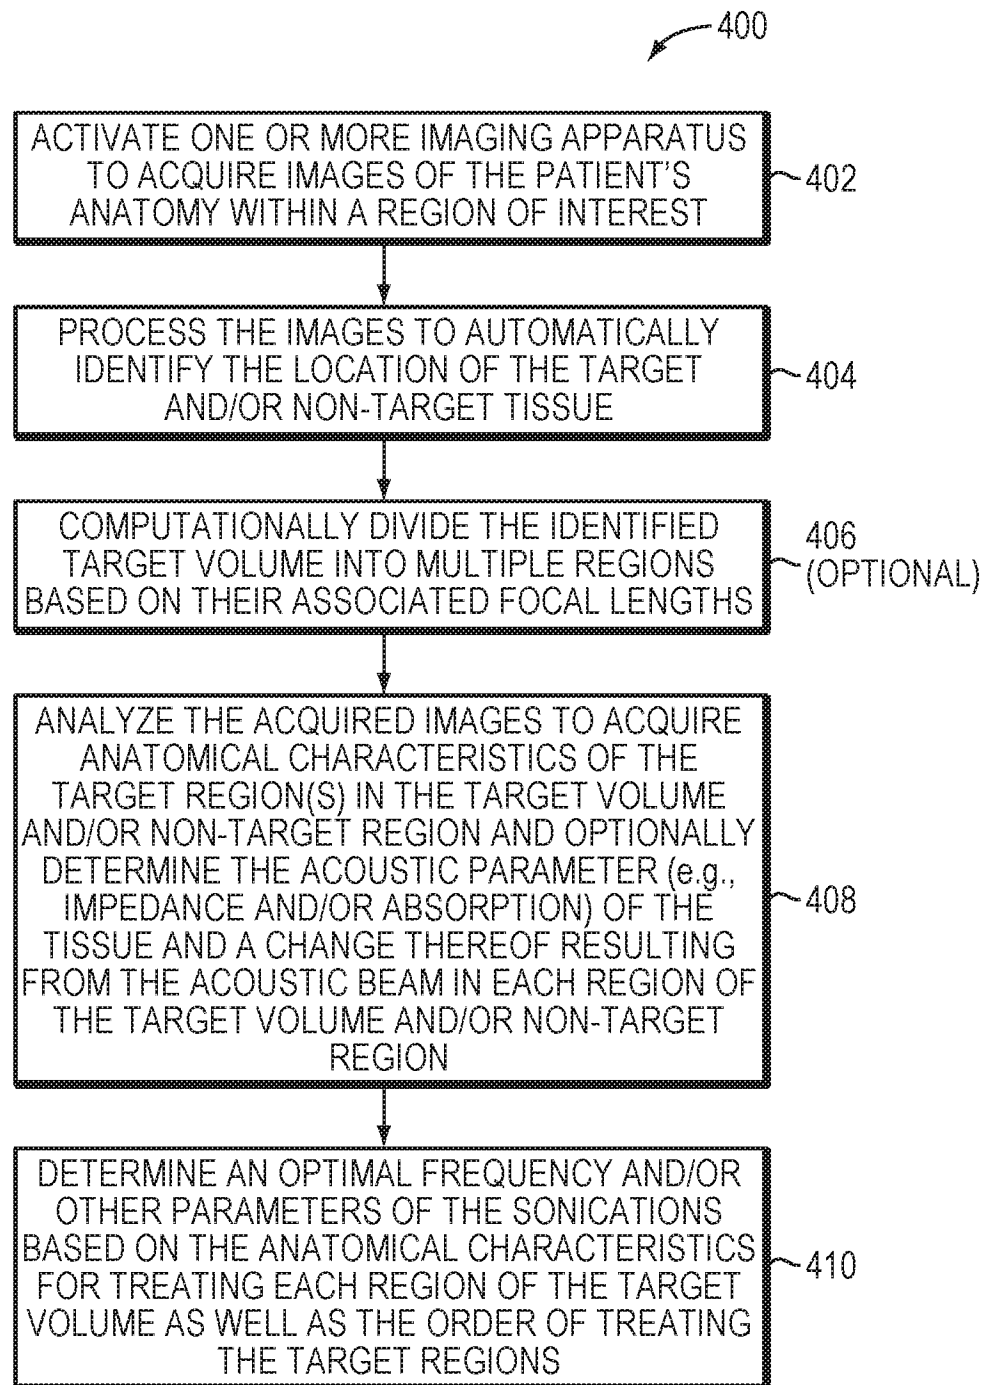 400
ACTIVATE ONE OR MORE IMAGING APPARATUS
TO ACQUIRE IMAGES OF THE PATIENT'S
ANATOMY WITHIN A REGION OF INTEREST
402
PROCESS THE IMAGES TO AUTOMATICALLY
IDENTIFY THE LOCATION OF THE TARGET
AND/OR NON-TARGET TISSUE
404
COMPUTATIONALLY DIVIDE THE IDENTIFIED
TARGET VOLUME INTO MULTIPLE REGIONS
BASED ON THEIR ASSOCIATED FOCAL LENGTHS
406
(OPTIONAL)
ANALYZE THE ACQUIRED IMAGES TO ACQUIRE
ANATOMICAL CHARACTERISTICS OF THE
TARGET REGION(S) IN THE TARGET VOLUME
AND/OR NON-TARGET REGION AND OPTIONALLY
DETERMINE THE ACOUSTIC PARAMETER (e.g.,
IMPEDANCE AND/OR ABSORPTION) OF THE
TISSUE AND A CHANGE THEREOF RESULTING
FROM THE ACOUSTIC BEAM IN EACH REGION OF
THE TARGET VOLUME AND/OR NON-TARGET
REGION
408
DETERMINE AN OPTIMAL FREQUENCY AND/OR
OTHER PARAMETERS OF THE SONICATIONS
BASED ON THE ANATOMICAL CHARACTERISTICS
FOR TREATING EACH REGION OF THE TARGET
VOLUME AS WELL AS THE ORDER OF TREATING
THE TARGET REGIONS
410